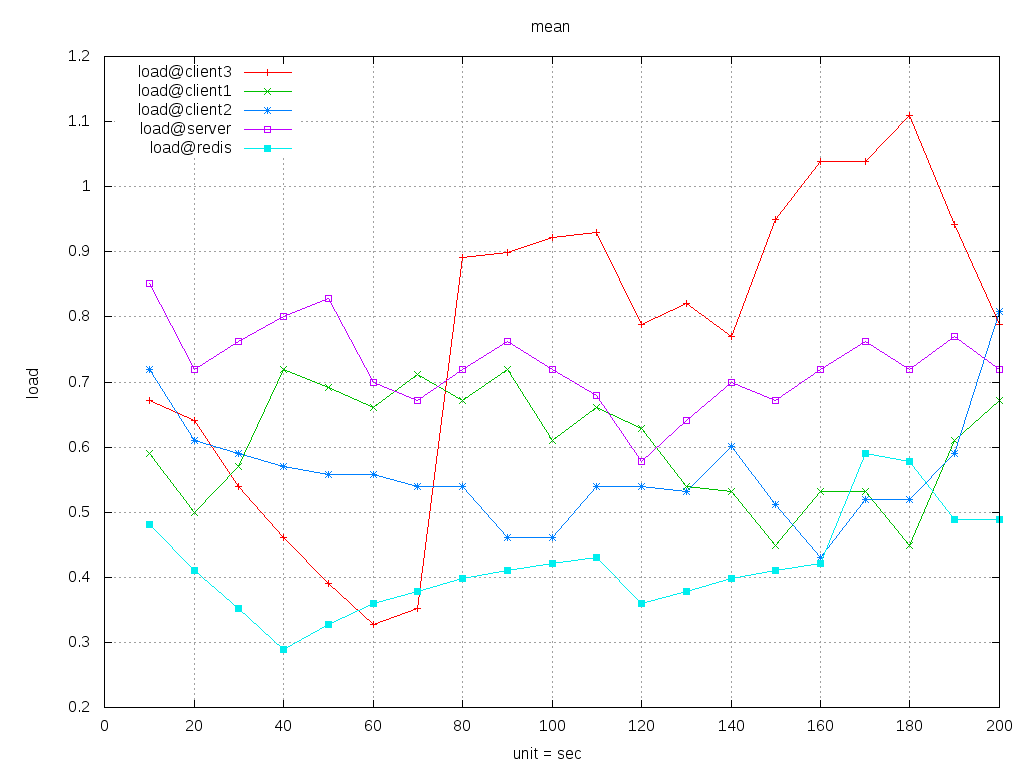 mean
1.2
1.1
1
0.9
0.8
0.7
0.6
0.5
0.4
0.3
0.2
load
load@client3
load@client1
load@client2
load@server
load@redis
0 20 40 60 80 100 120 140 160 180 200
unit = sec